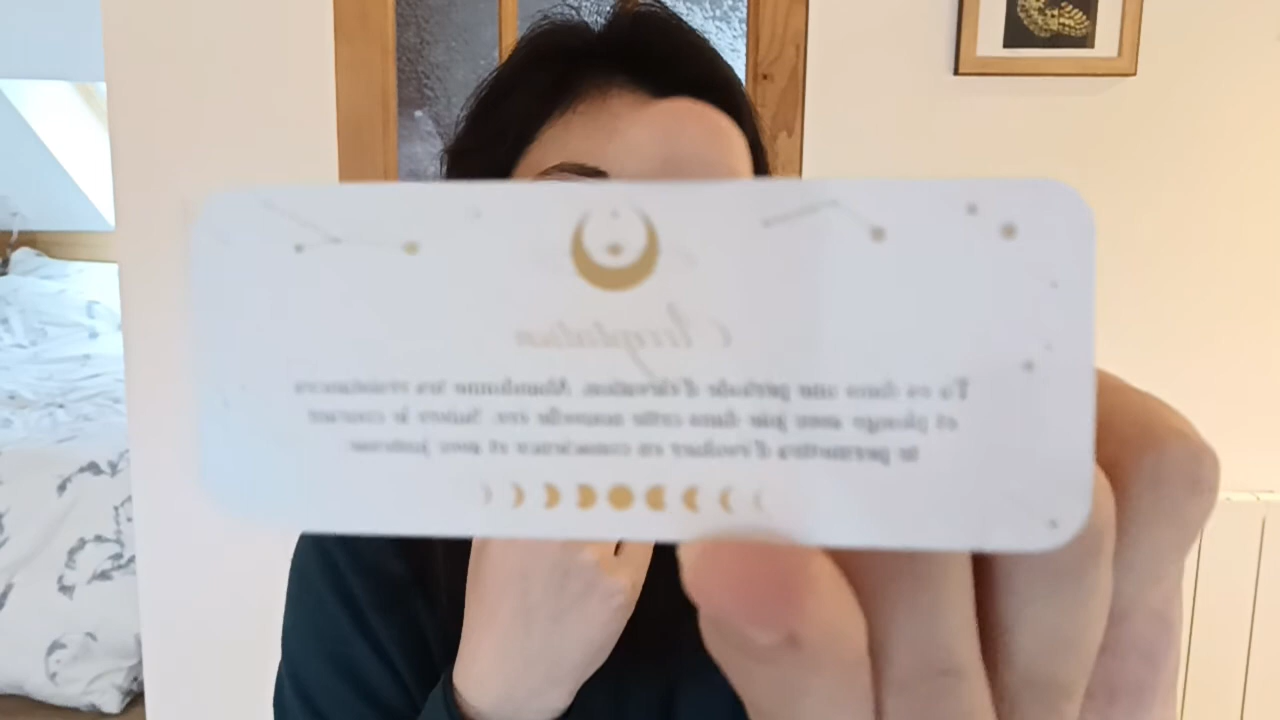 Acceptation
Tu es dans une période d'élévation. Abandonne tes résistances
et plonge avec joie dans cette nouvelle ère. Suivre le courant
te permettra d'évoluer en conscience et avec justesse